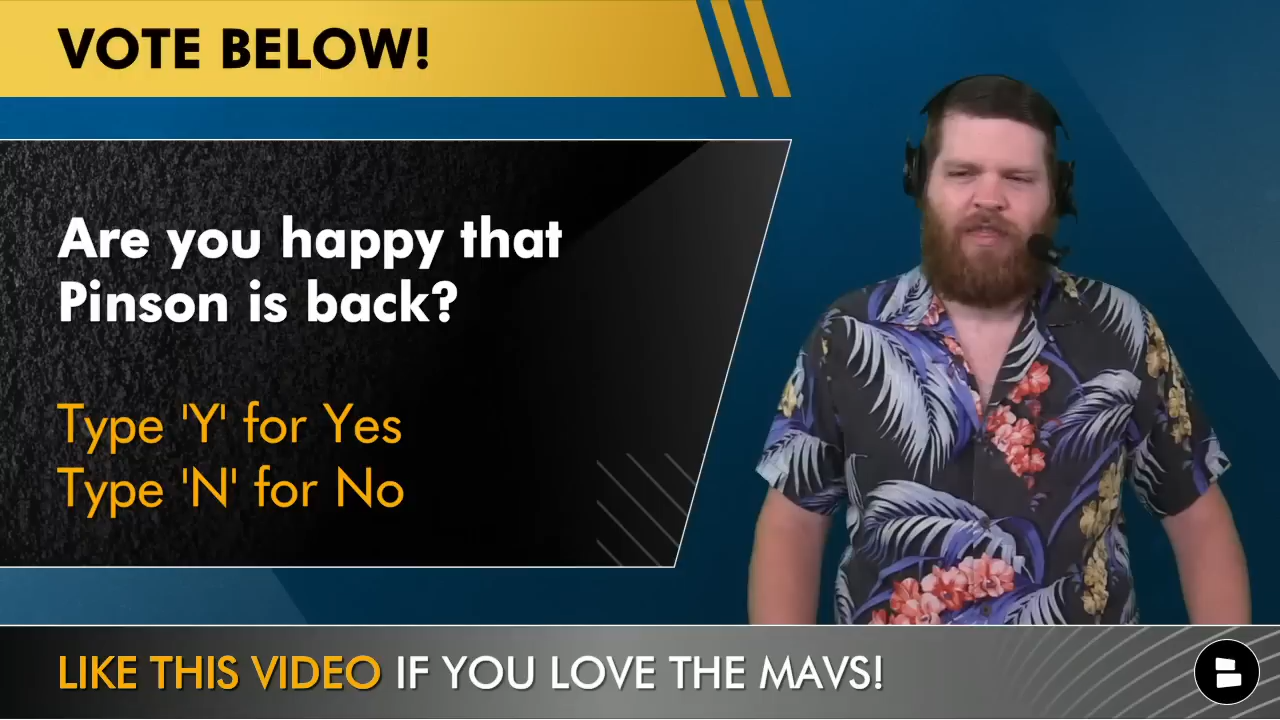 VOTE BELOW!
Are you happy that
Pinson is back?
Type 'Y' for Yes
Type 'N' for No
LIKE THIS VIDEO IF YOU LOVE THE MAVS!